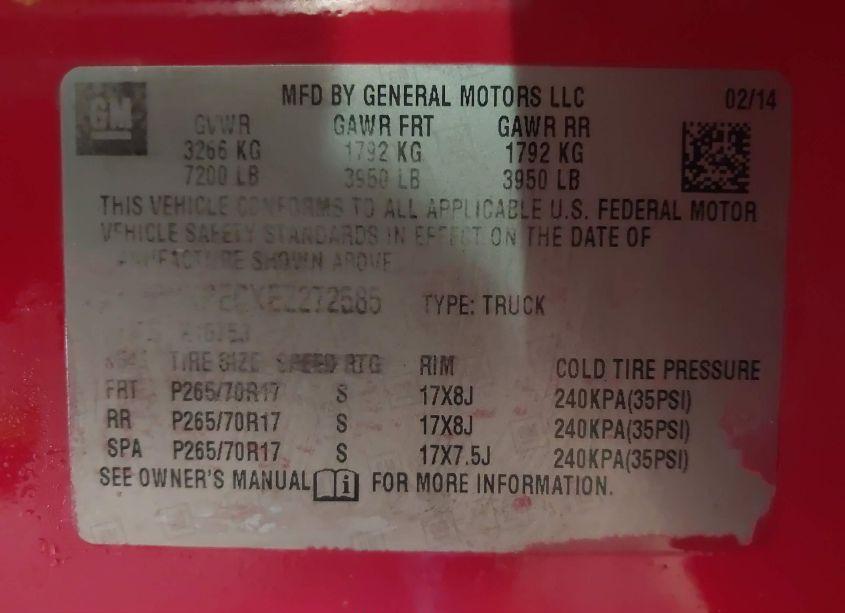 GM
MFD BY GENERAL MOTORS LLC 02/14
GVWR GAWR FRT GAWR RR
3266 KG 1792 KG 1792 KG
7200 LB 3950 LB 3950 LB
THIS VEHICLE CONFORMS TO ALL APPLICABLE U.S. FEDERAL MOTOR
VEHICLE SAFETY STANDARDS IN EFFECT ON THE DATE OF
MANUFACTURE SHOWN ABOVE
TYPE: TRUCK
TIRE SIZE SPEED RTG RIM COLD TIRE PRESSURE
FRT P265/70R17 S 17X8J 240KPA(35PSI)
RR P265/70R17 S 17X8J 240KPA(35PSI)
SPA P265/70R17 S 17X7.5J 240KPA(35PSI)
SEE OWNER'S MANUAL FOR MORE INFORMATION.